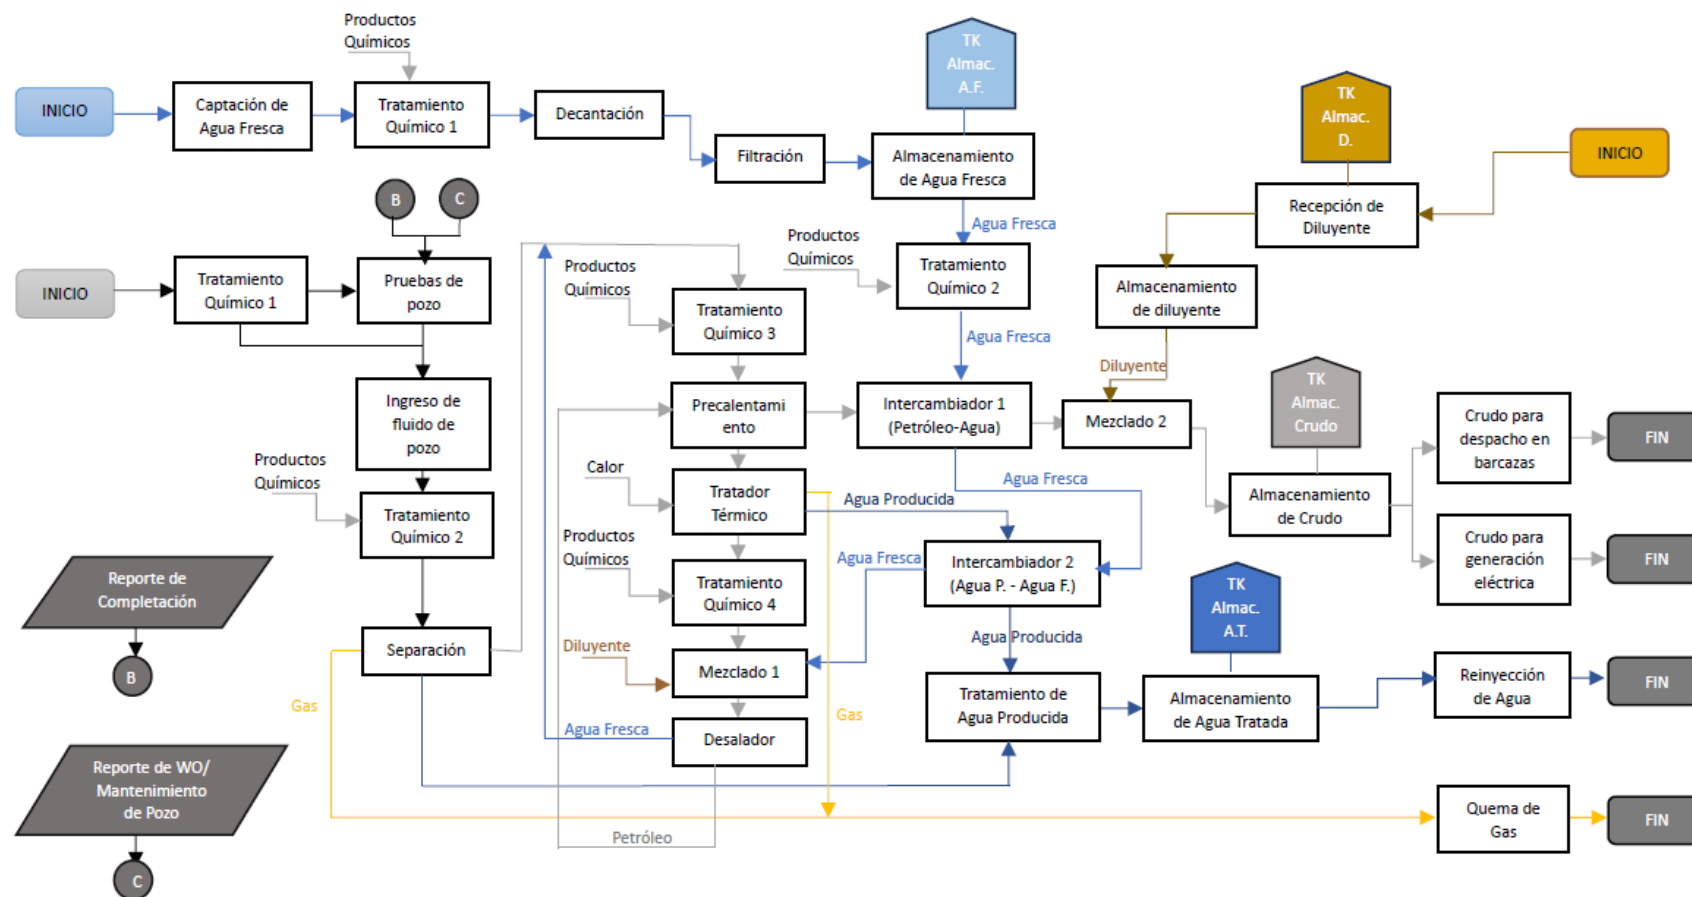 Productos
Químicos
TK
Almac.
A.F.
INICIO
Captación de
Agua Fresca
Tratamiento
Químico 1
Decantación
Filtración
Almacenamiento
de Agua Fresca
TK
Almac.
D.
INICIO
Recepción de
Diluyente
B
C
Agua Fresca
Productos
Químicos
Productos
Químicos
INICIO
Tratamiento
Químico 1
Pruebas de
pozo
Tratamiento
Químico 2
Almacenamiento
de diluyente
Tratamiento
Químico 3
Agua Fresca
Diluyente
TK
Almac.
Crudo
Ingreso de
fluido de
pozo
Precalentami
ento
Intercambiador 1
(Petróleo-Agua)
Mezclado 2
Crudo para
despacho en
barcazas
FIN
Productos
Químicos
Calor
Tratador
Térmico
Agua Producida
Agua Fresca
Almacenamiento
de Crudo
Tratamiento
Químico 2
Productos
Químicos
Agua Fresca
Intercambiador 2
(Agua P. - Agua F.)
Crudo para
generación
eléctrica
FIN
Reporte de
Completación
Tratamiento
Químico 4
TK
Almac.
A.T.
B
Separación
Diluyente
Mezclado 1
Agua Producida
Tratamiento de
Agua Producida
Almacenamiento
de Agua Tratada
Reinyección
de Agua
FIN
Gas
Agua Fresca
Desalador
Gas
Reporte de WO/
Mantenimiento
de Pozo
Petróleo
Quema de
Gas
FIN
C